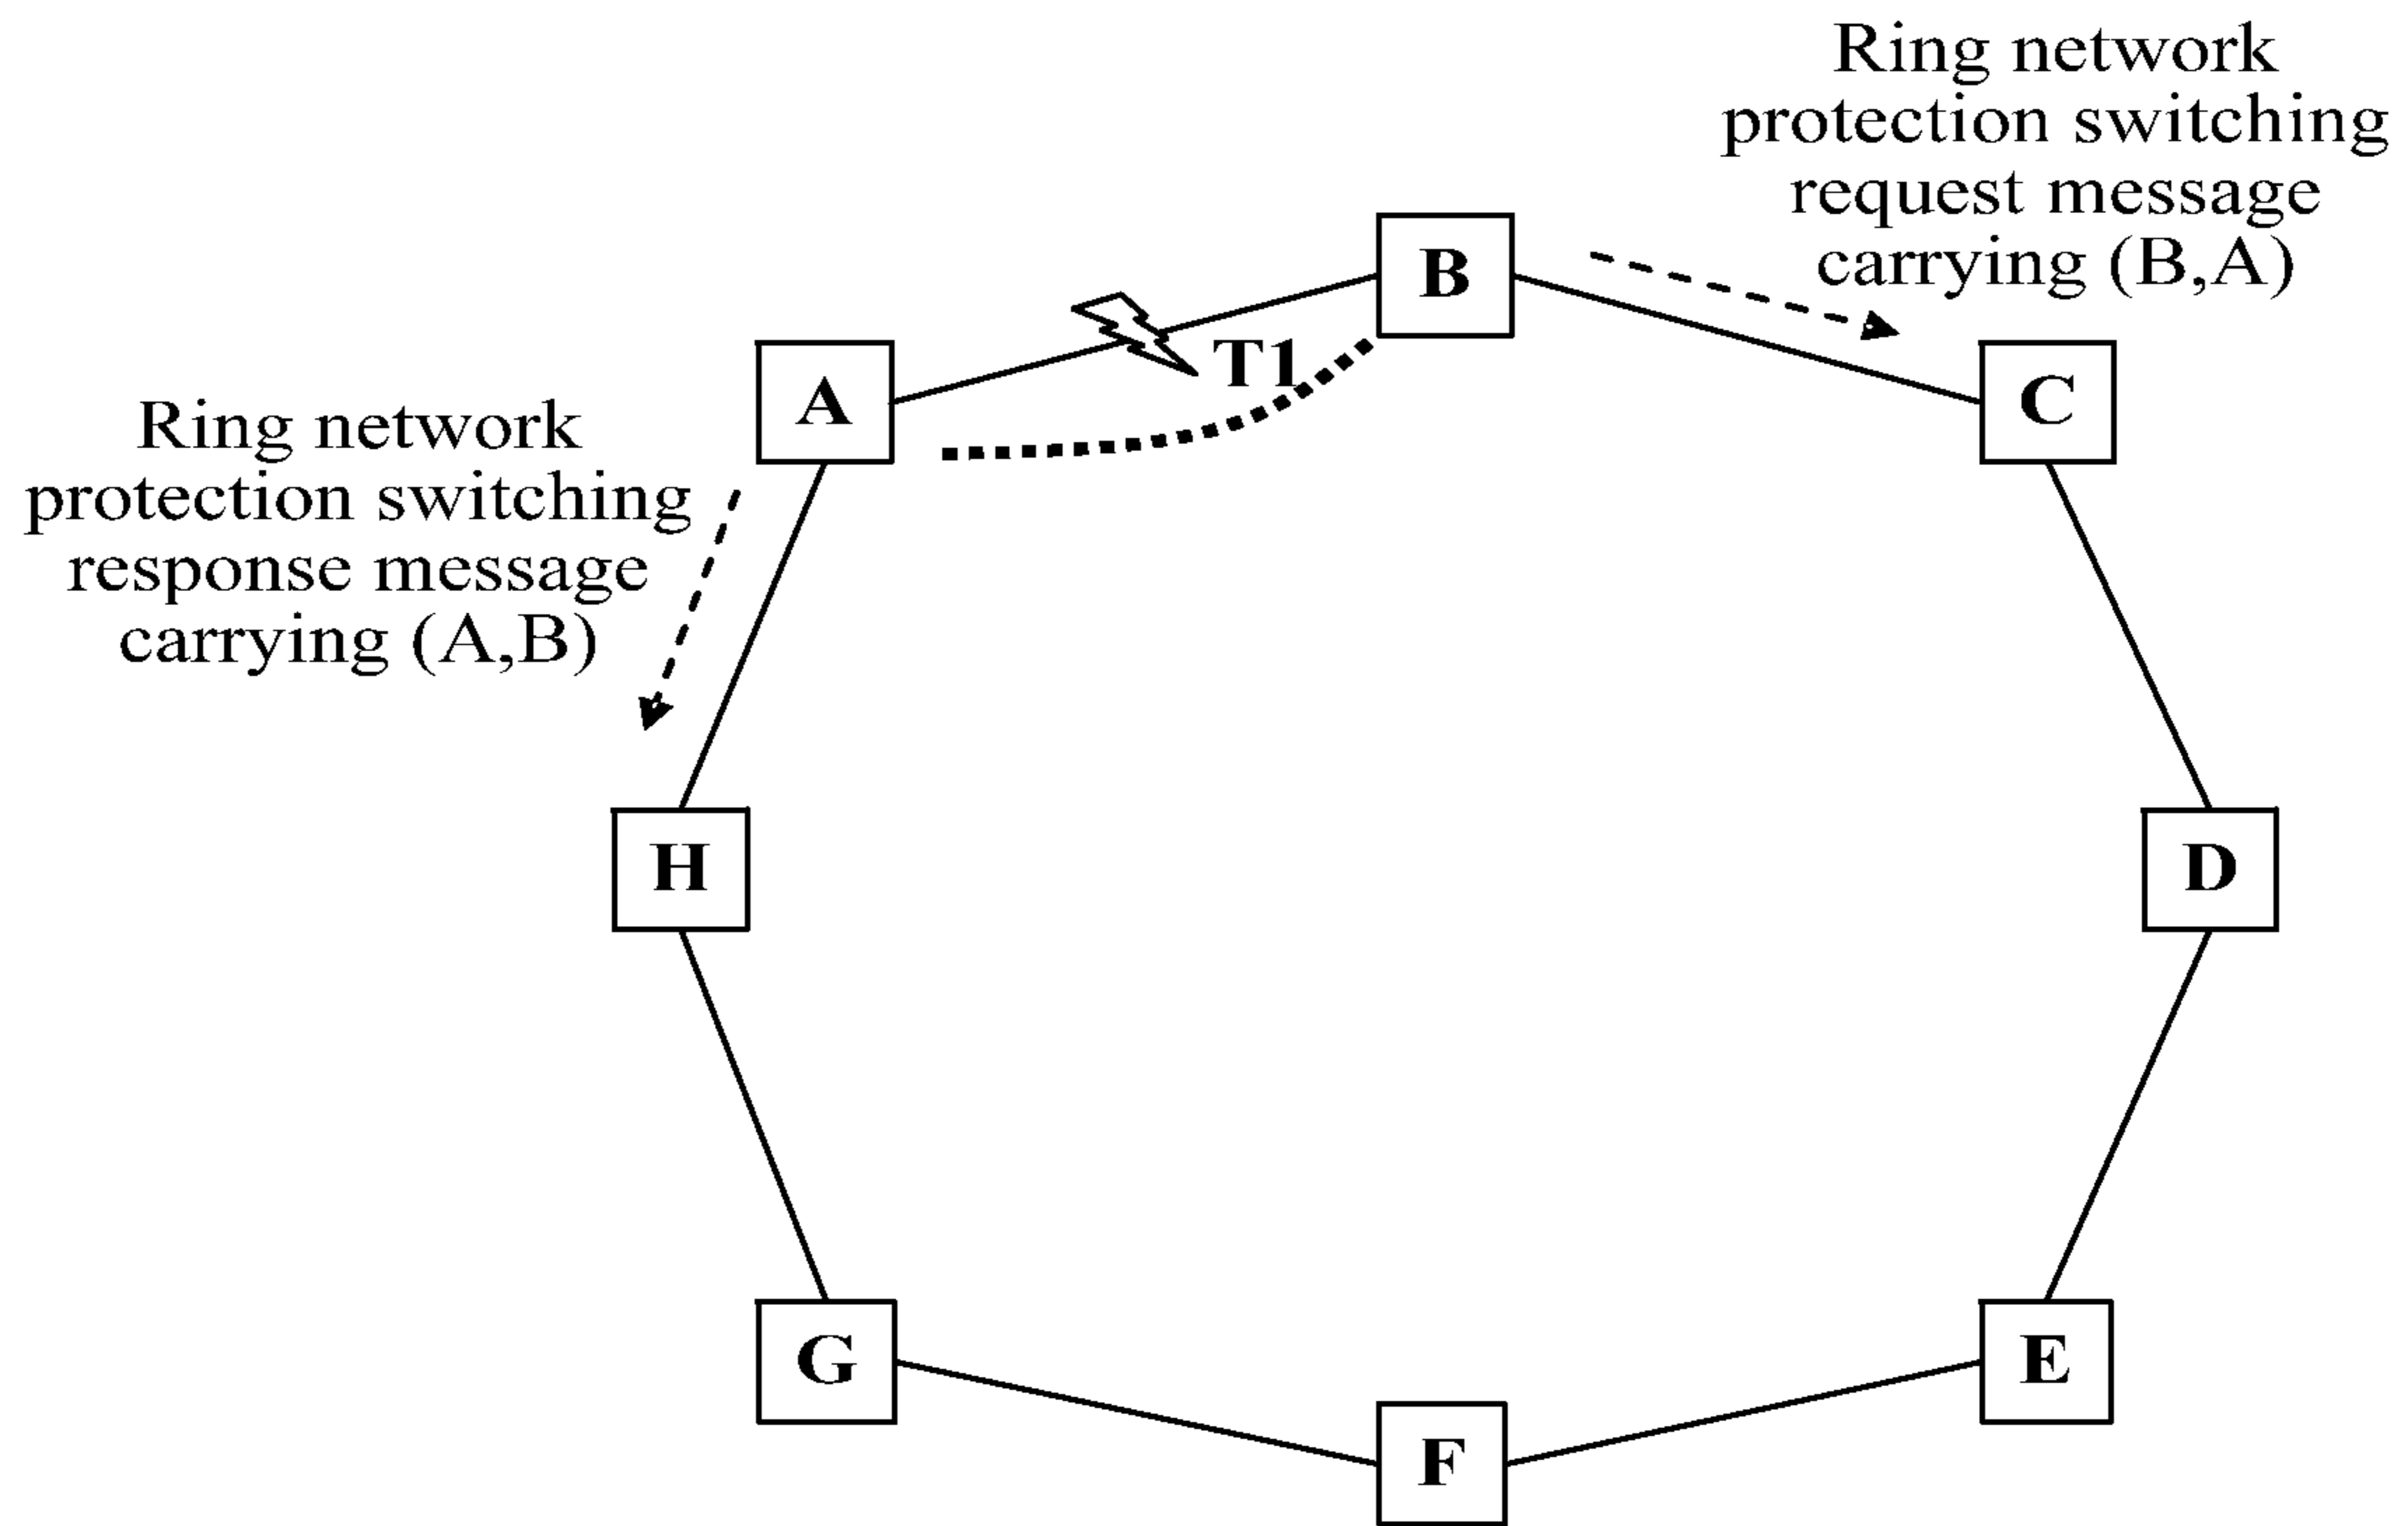 Ring network
protection switching
request message
carrying (B,A)
B
T1
A
C
Ring network
protection switching
response message
carrying (A,B)
H
D
G
E
F